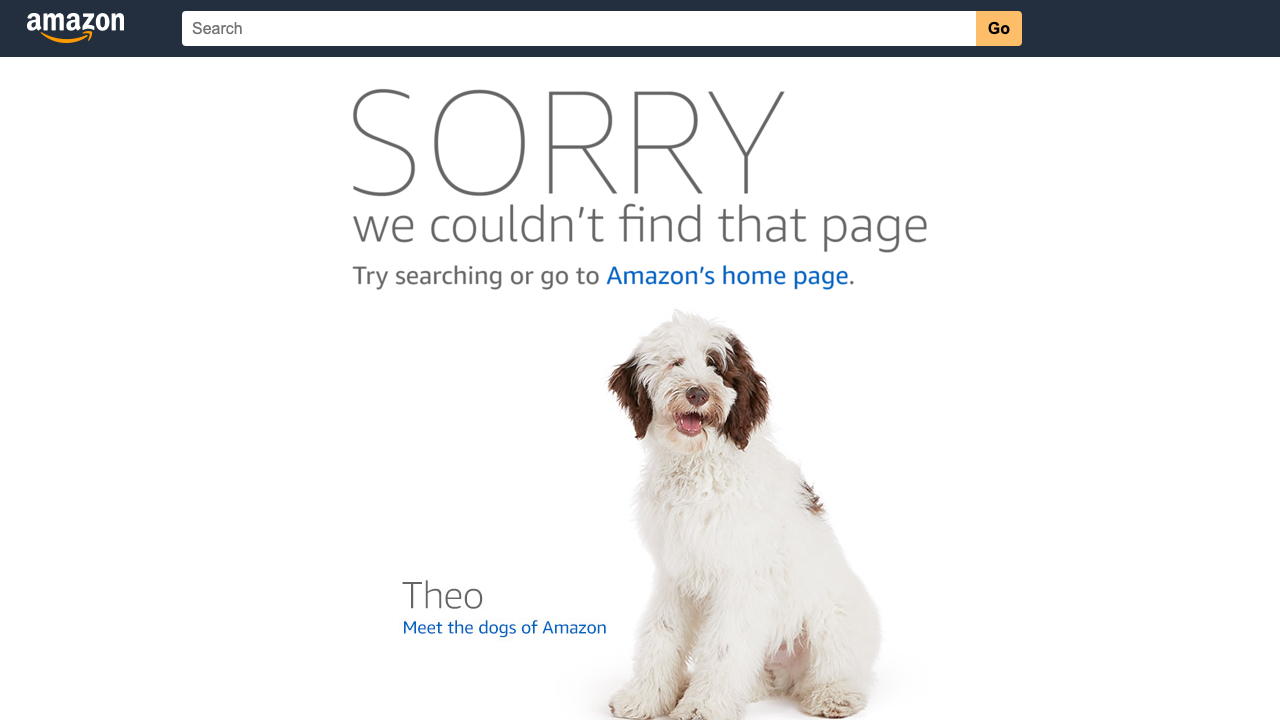 amazon
Search
Go
SORRY
we couldn't find that page
Try searching or go to Amazon's home page.
Theo
Meet the dogs of Amazon